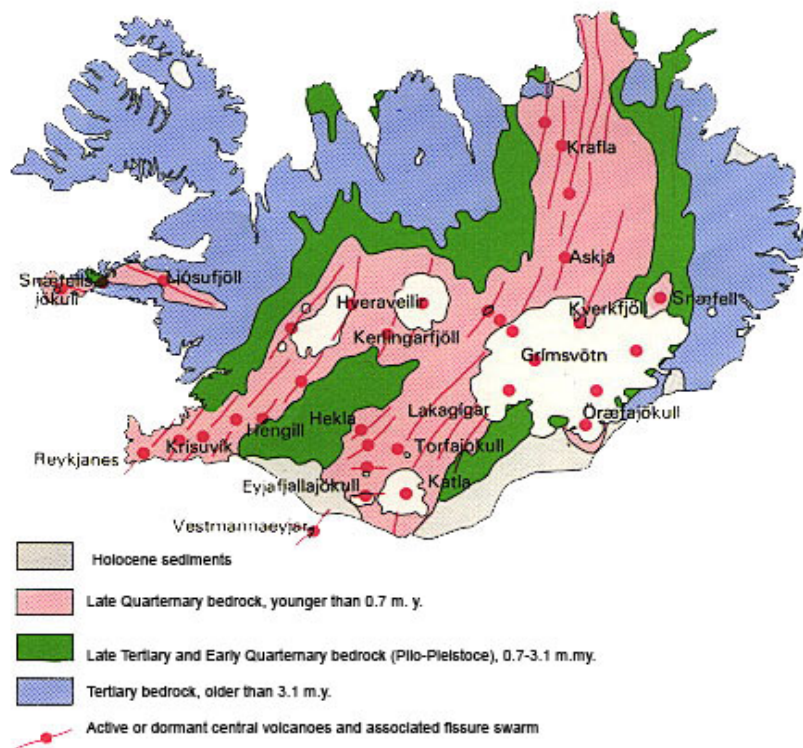 Krafla
Askja
Snæfells
jökull
Ljósufjöll
Hveraveilir
Kerlingarfjöll
Kverkfjöll
Snæfell
Grímsvötn
Lakagígar
Hekla
Öræfajökull
Reykjanes
Krisuvík
Hengill
Torfajökull
Eyjafjallajökull
Katla
Vestmannaeyjar
Holocene sediments
Late Quarternary bedrock, younger than 0.7 m. y.
Late Tertiary and Early Quarternary bedrock (Plio-Pleistoce), 0.7-3.1 m.my.
Tertiary bedrock, older than 3.1 m.y.
Active or dormant central volcanoes and associated fissure swarm